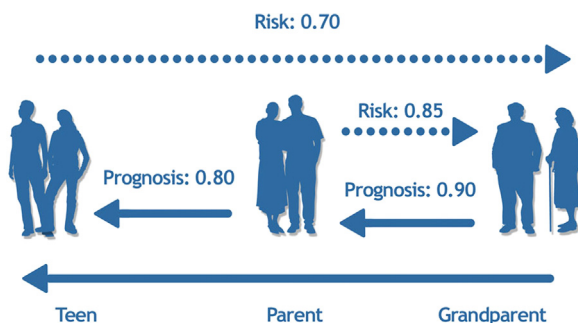 Risk: 0.70
Risk: 0.85
Prognosis: 0.80
Prognosis: 0.90
Teen
Parent
Grandparent